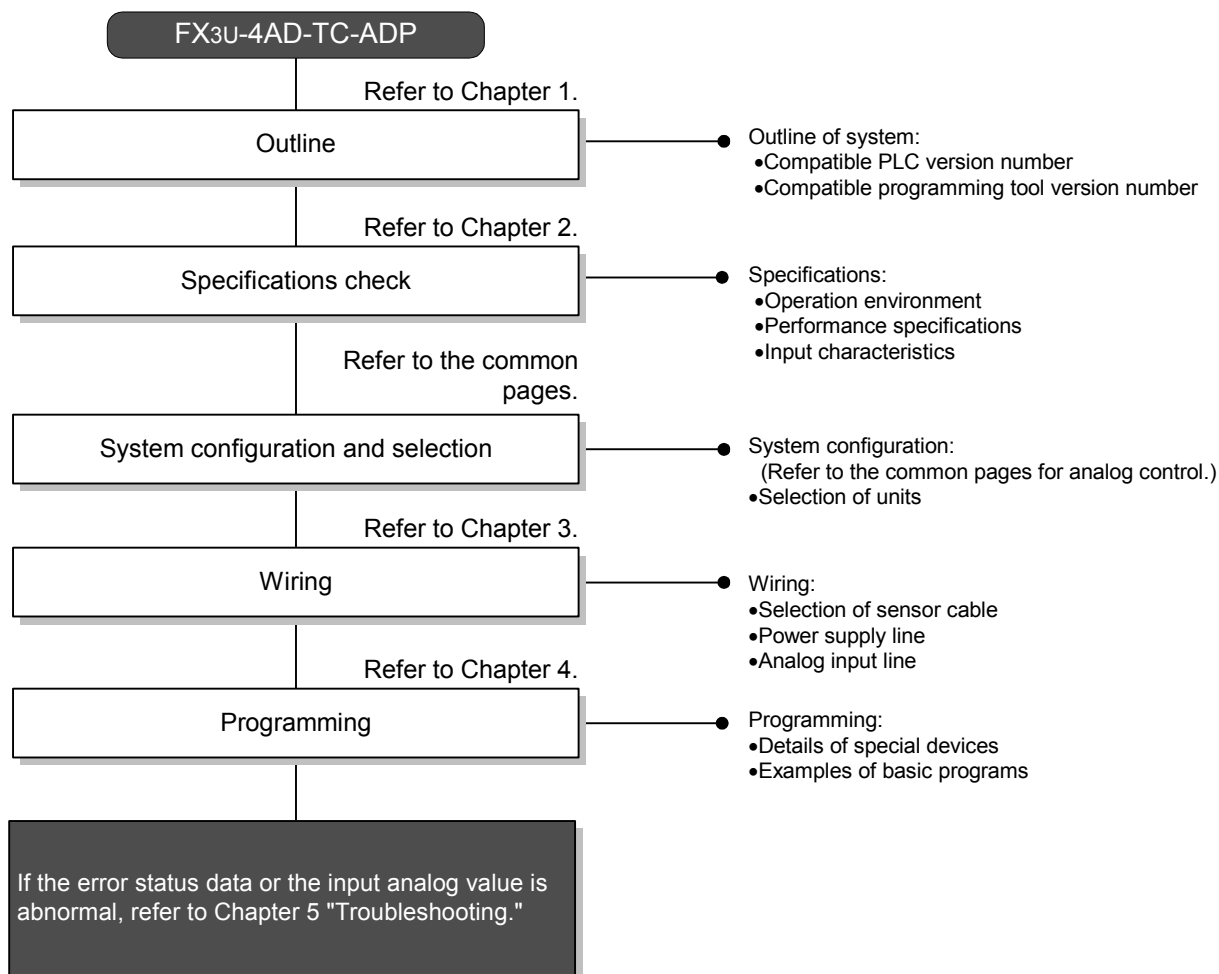 FX3U-4AD-TC-ADP
Refer to Chapter 1.
Outline
Outline of system:
•Compatible PLC version number
•Compatible programming tool version number
Refer to Chapter 2.
Specifications check
Specifications:
•Operation environment
•Performance specifications
•Input characteristics
Refer to the common
pages.
System configuration and selection
System configuration:
(Refer to the common pages for analog control.)
•Selection of units
Refer to Chapter 3.
Wiring
Wiring:
•Selection of sensor cable
•Power supply line
•Analog input line
Refer to Chapter 4.
Programming
Programming:
•Details of special devices
•Examples of basic programs
If the error status data or the input analog value is
abnormal, refer to Chapter 5 "Troubleshooting."